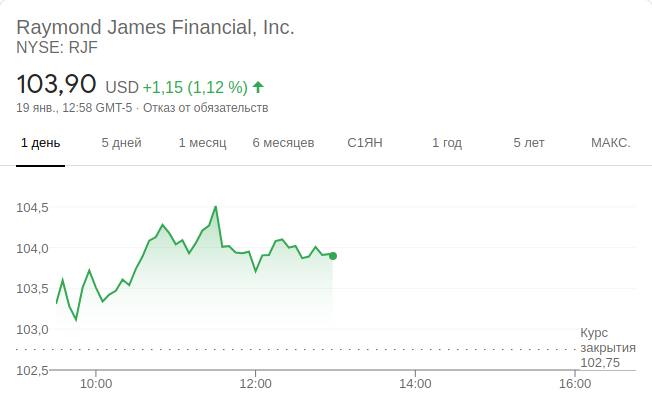 Raymond James Financial, Inc.
NYSE: RJF
103,90 USD +1,15 (1,12 %)
19 янв., 12:58 GMT-5 · Отказ от обязательств
1 день 5 дней 1 месяц 6 месяцев С1ЯН 1 год 5 лет МАКС.
104,5
104,0
103,5
103,0
Курс
закрытия
102,75
102,5
10:00 12:00 14:00 16:00